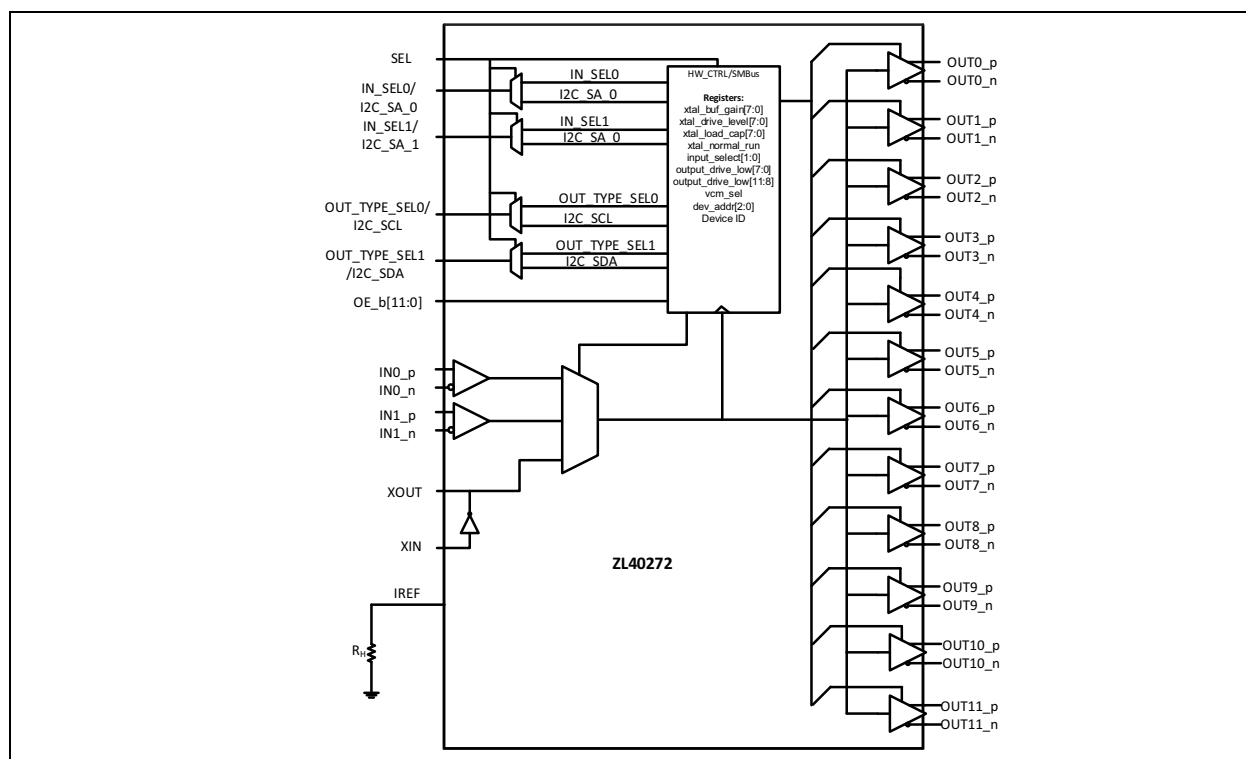 SEL
IN_SEL0/
I2C_SA_0
IN_SEL1/
I2C_SA_1
OUT_TYPE_SEL0/
I2C_SCL
OUT_TYPE_SEL1
/I2C_SDA
OE_b[11:0]
IN0_p
IN0_n
IN1_p
IN1_n
XOUT
XIN
IREF
RH
IN_SEL0
I2C_SA_0
IN_SEL1
I2C_SA_0
OUT_TYPE_SEL0
I2C_SCL
OUT_TYPE_SEL1
I2C_SDA
HW_CTRL/SMBus
Registers:
xtal_buf_gain[7:0]
xtal_drive_level[7:0]
xtal_load_cap[7:0]
xtal_normal_run
input_select[1:0]
output_drive_low[7:0]
output_drive_low[11:8]
vcm_sel
dev_addr[2:0]
Device ID
ZL40272
OUT0_p
OUT0_n
OUT1_p
OUT1_n
OUT2_p
OUT2_n
OUT3_p
OUT3_n
OUT4_p
OUT4_n
OUT5_p
OUT5_n
OUT6_p
OUT6_n
OUT7_p
OUT7_n
OUT8_p
OUT8_n
OUT9_p
OUT9_n
OUT10_p
OUT10_n
OUT11_p
OUT11_n